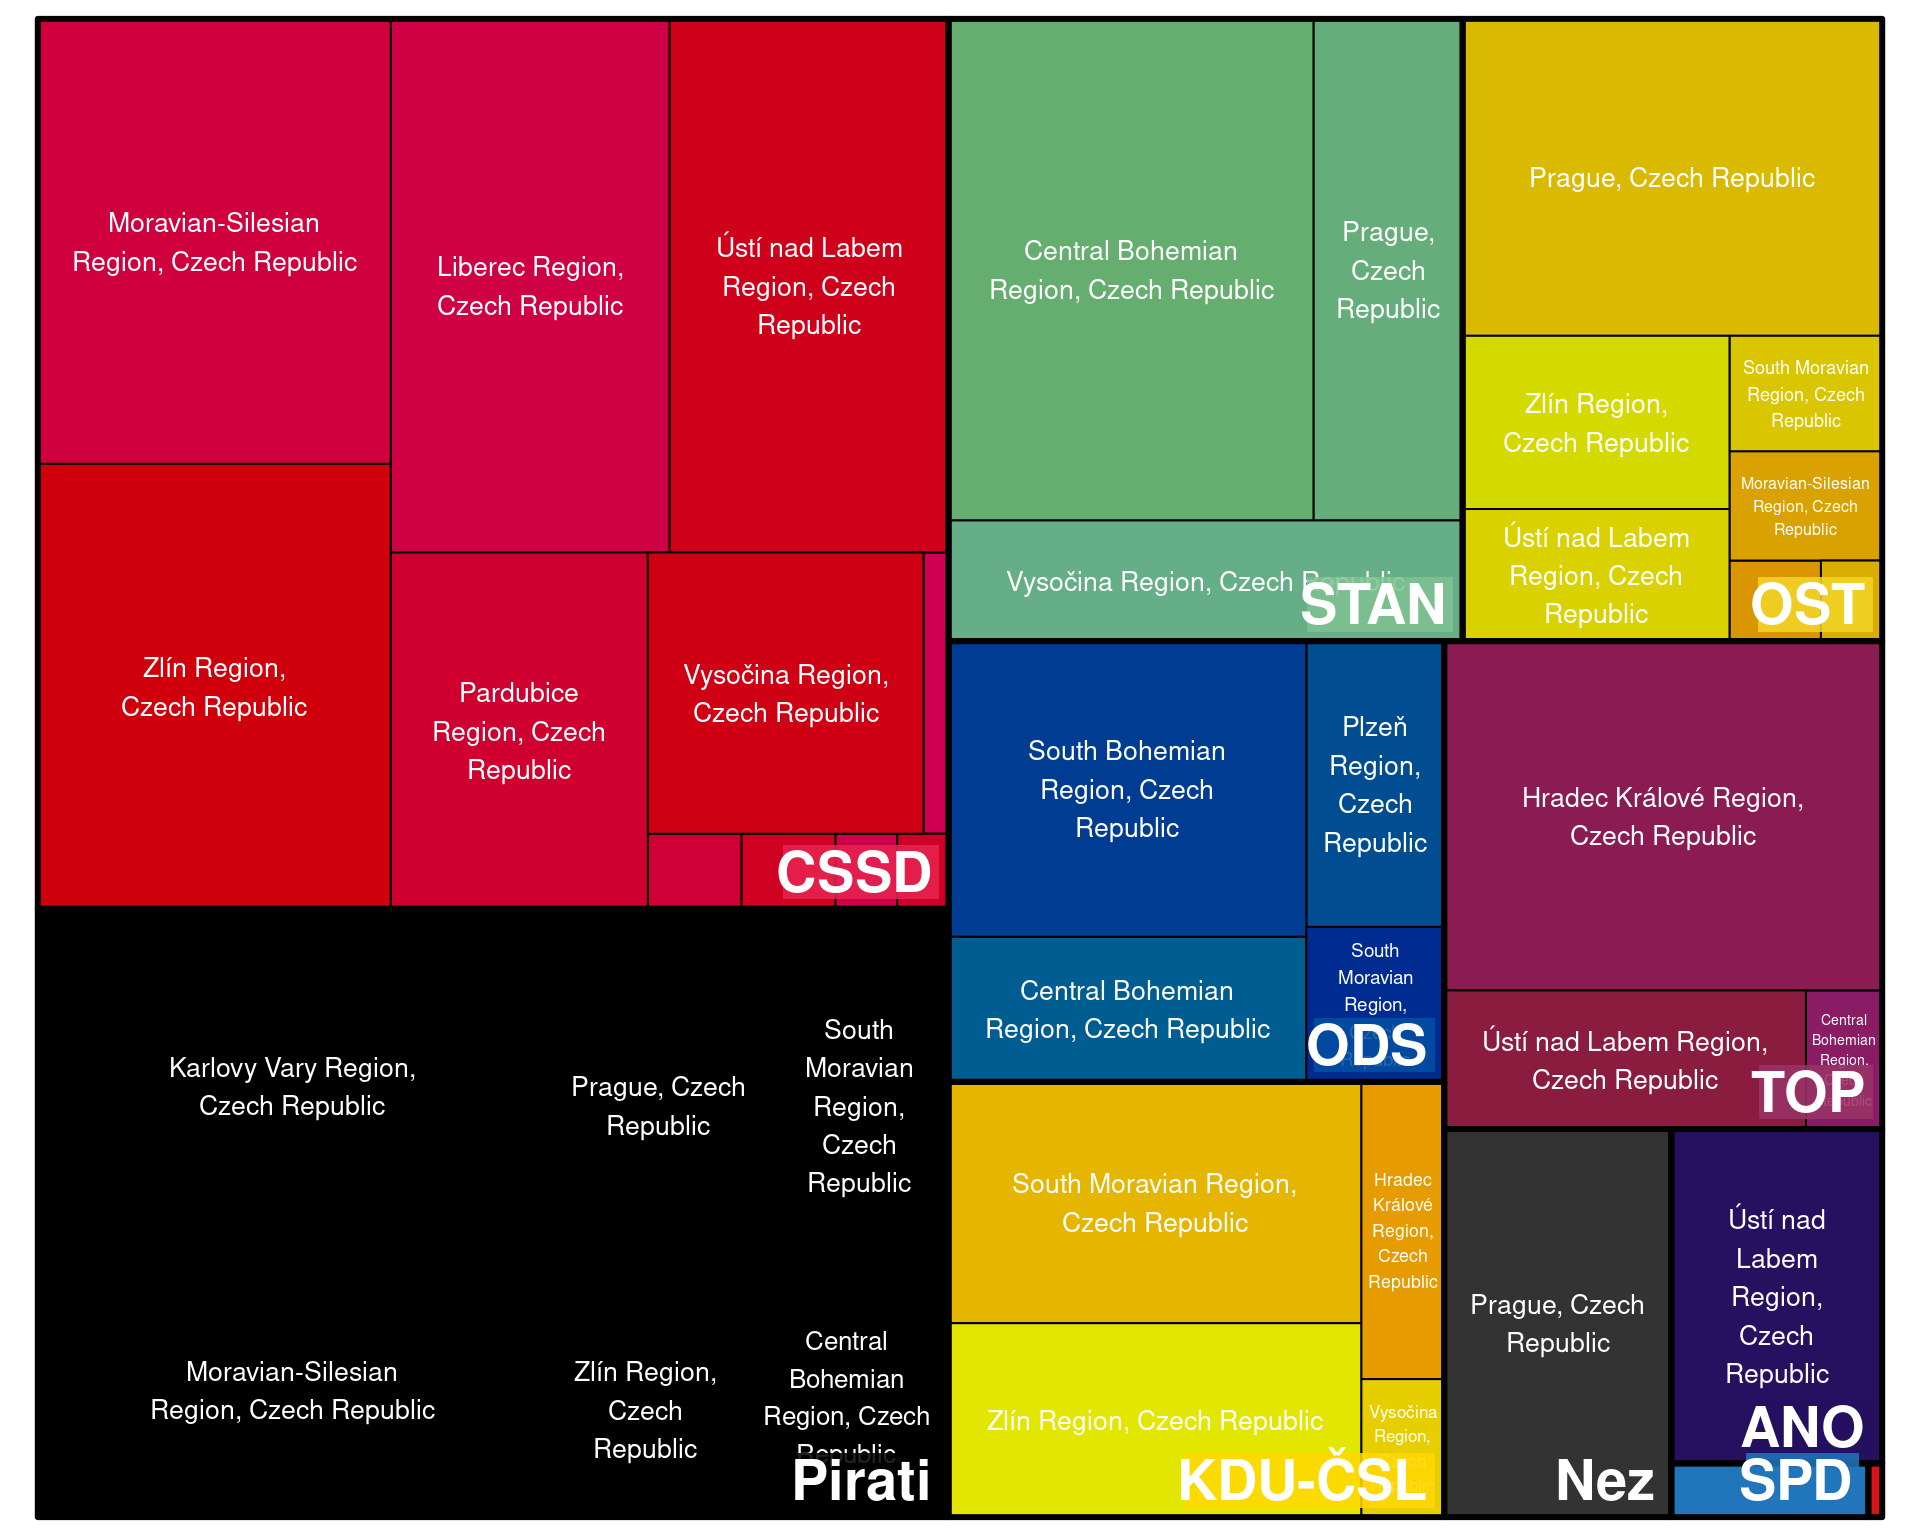 Moravian-Silesian
Region, Czech Republic
Liberec Region,
Czech Republic
Ústí nad Labem
Region, Czech
Republic
Zlín Region,
Czech Republic
Pardubice
Region, Czech
Republic
Vysočina Region,
Czech Republic
CSSD
Central Bohemian
Region, Czech Republic
Prague,
Czech
Republic
Vysočina Region, Czech Republic
STAN
Prague, Czech Republic
Zlín Region,
Czech Republic
South Moravian
Region, Czech
Republic
Moravian-Silesian
Region, Czech
Republic
Ústí nad Labem
Region, Czech
Republic
OST
South Bohemian
Region, Czech
Republic
Plzeň
Region,
Czech
Republic
Central Bohemian
Region, Czech Republic
South
Moravian
Region,
ODS
Hradec Králové Region,
Czech Republic
Ústí nad Labem Region,
Czech Republic
Central
Bohemian
Region,
TOP
Karlovy Vary Region,
Czech Republic
Prague, Czech
Republic
South
Moravian
Region,
Czech
Republic
Moravian-Silesian
Region, Czech Republic
Zlín Region,
Czech
Republic
Central
Bohemian
Region, Czech
Republic
Pirati
South Moravian Region,
Czech Republic
Hradec
Králové
Region,
Czech
Republic
Zlín Region, Czech Republic
Vysočina
Region,
KDU-ČSL
Prague, Czech
Republic
Nez
Ústí nad
Labem
Region,
Czech
Republic
ANO
SPD